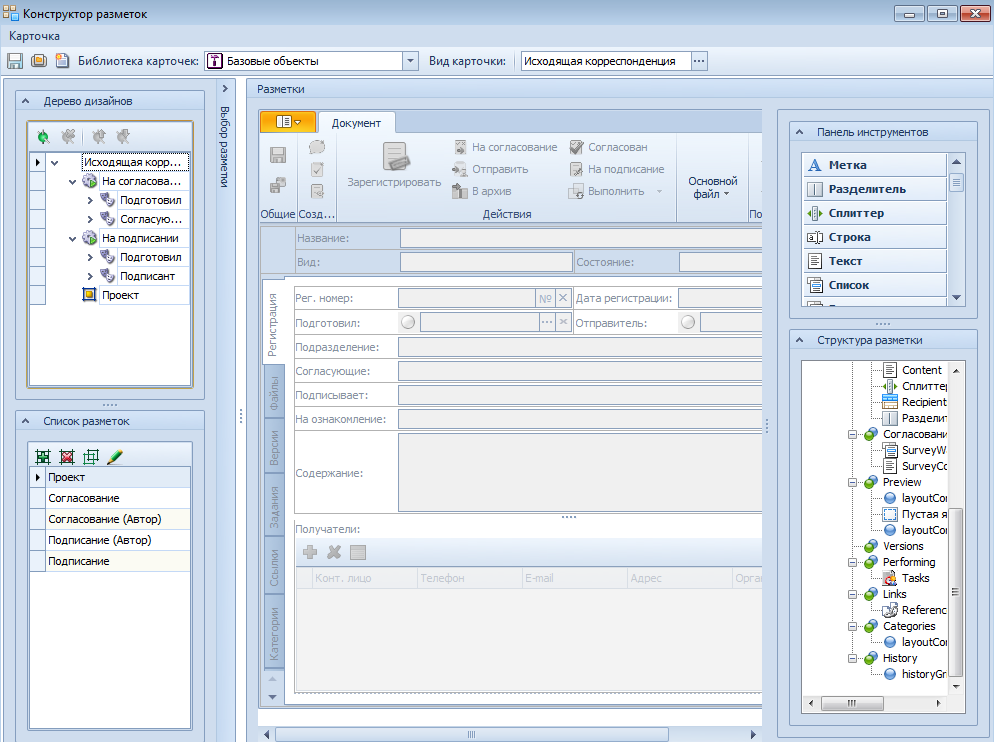 Конструктор разметок
Карточка
Библиотека карточек: Базовые объекты Вид карточки: Исходящая корреспонденция ...
Дерево дизайнов
Исходящая корр...
На согласова...
Подготовил
Согласую...
На подписании
Подготовил
Подписант
Проект
Список разметок
Проект
Согласование
Согласование (Автор)
Подписание (Автор)
Подписание
Выбор разметки
Разметки
Документ
Общие
Созд...
Зарегистрировать
На согласование
Отправить
В архив
Согласован
На подписание
Выполнить
Действия
Основной
файл
По
Название:
Вид: Состояние:
Регистрация
Файлы
Версии
Задания
Ссылки
Категории
Рег. номер: № Дата регистрации:
Подготовил: ... Отправитель:
Подразделение:
Согласующие:
Подписывает:
На ознакомление:
Содержание:
Получатели:
Конт. лицо Телефон E-mail Адрес Орга
Панель инструментов
A Метка
Разделитель
Сплиттер
Строка
Текст
Список
Структура разметки
Content
Сплиттер
Recipient
Раздели
Согласовани
SurveyW
SurveyCo
Preview
layoutCon
Пустая я
layoutCon
Versions
Performing
Tasks
Links
Referenc
Categories
layoutCon
History
historyGr